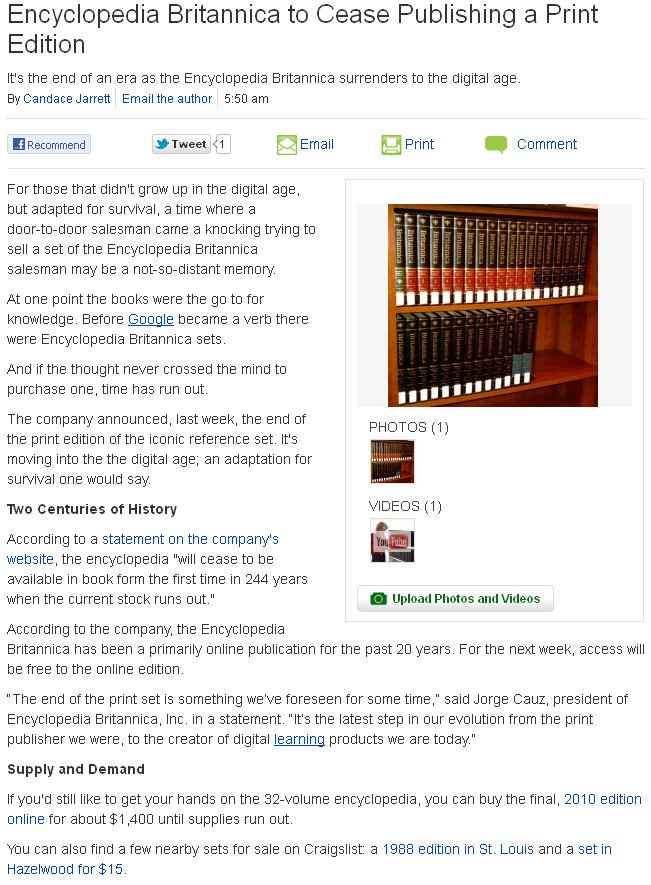 Encyclopedia Britannica to Cease Publishing a Print
Edition
It's the end of an era as the Encyclopedia Britannica surrenders to the digital age.
By Candace Jarrett Email the author 5:50 am
Recommend Tweet 1 Email Print Comment
For those that didn't grow up in the digital age,
but adapted for survival, a time where a
door-to-door salesman came a knocking trying to
sell a set of the Encyclopedia Britannica
salesman may be a not-so-distant memory.
At one point the books were the go to for
knowledge. Before Google became a verb there
were Encyclopedia Britannica sets.
And if the thought never crossed the mind to
purchase one, time has run out.
The company announced, last week, the end of
the print edition of the iconic reference set. It's
moving into the the digital age; an adaptation for
survival one would say.
Two Centuries of History
According to a statement on the company's
website, the encyclopedia "will cease to be
available in book form the first time in 244 years
when the current stock runs out."
PHOTOS (1)
VIDEOS (1)
You Tube
Upload Photos and Videos
According to the company, the Encyclopedia
Britannica has been a primarily online publication for the past 20 years. For the next week, access will
be free to the online edition.
"The end of the print set is something we've foreseen for some time," said Jorge Cauz, president of
Encyclopedia Britannica, Inc. in a statement. "It's the latest step in our evolution from the print
publisher we were, to the creator of digital learning products we are today."
Supply and Demand
If you'd still like to get your hands on the 32-volume encyclopedia, you can buy the final, 2010 edition
online for about $1,400 until supplies run out.
You can also find a few nearby sets for sale on Craigslist: a 1988 edition in St. Louis and a set in
Hazelwood for $15.